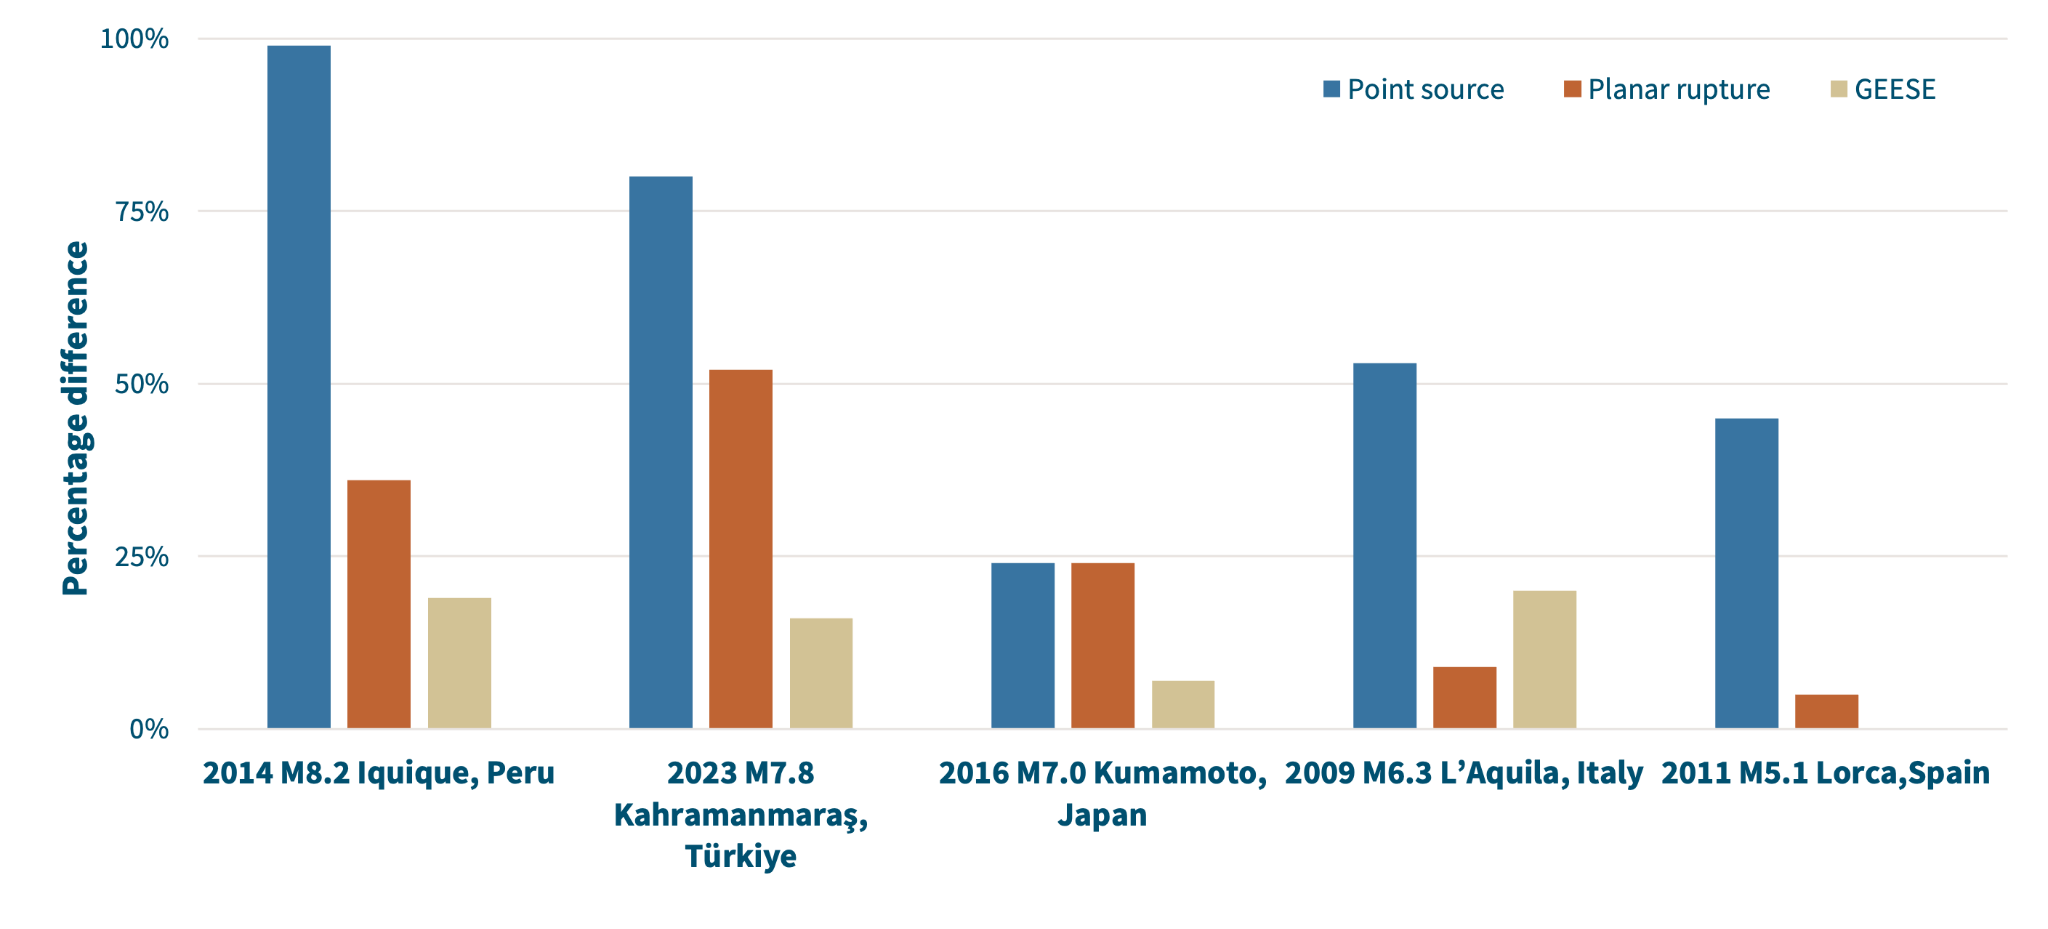 100%
Point source
Planar rupture
GEESE
75%
50%
25%
0%
Percentage difference
2014 M8.2 Iquique, Peru
2023 M7.8
Kahramanmaraş,
Türkiye
2016 M7.0 Kumamoto,
Japan
2009 M6.3 L’Aquila, Italy
2011 M5.1 Lorca,Spain